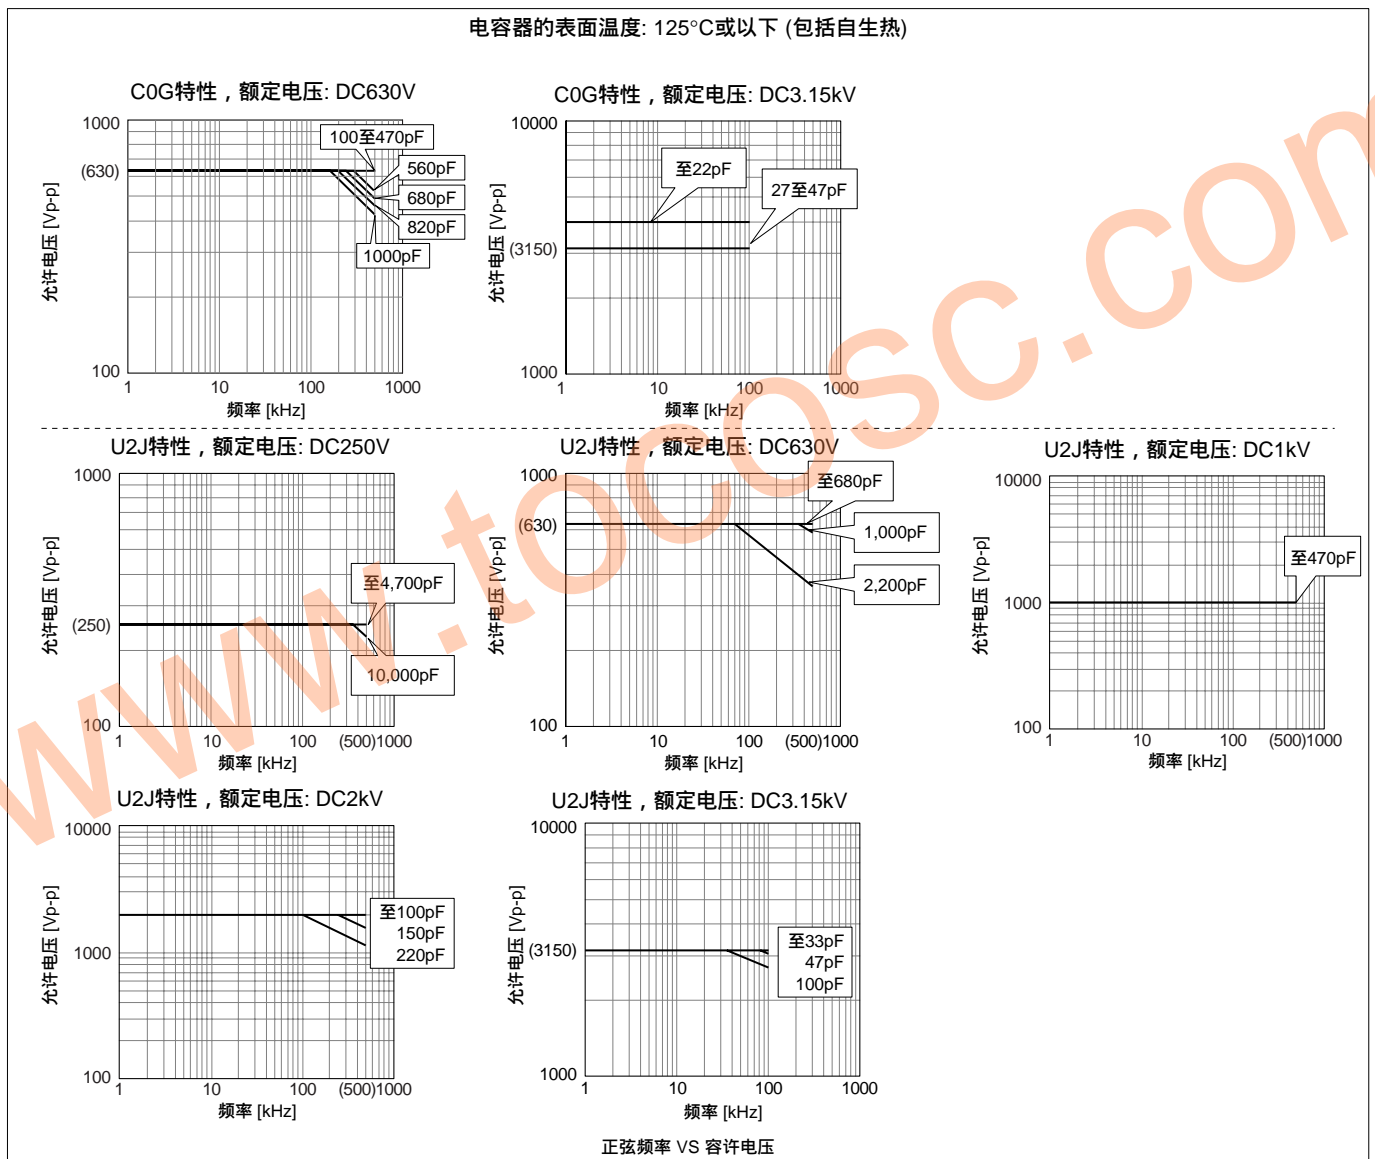 电容器的表面温度: 125°C或以下 (包括自生热)
C0G特性，额定电压: DC630V
1000
(630)
100
允许电压 [Vp-p]
100至470pF
560pF
680pF
820pF
1000pF
1 10 100 1000
频率 [kHz]
C0G特性，额定电压: DC3.15kV
10000
(3150)
1000
允许电压 [Vp-p]
至22pF
27至47pF
1 10 100 1000
频率 [kHz]
U2J特性，额定电压: DC250V
1000
(250)
100
允许电压 [Vp-p]
至4,700pF
10,000pF
1 10 100 (500)1000
频率 [kHz]
U2J特性，额定电压: DC630V
1000
(630)
100
允许电压 [Vp-p]
至680pF
1,000pF
2,200pF
1 10 100 (500)1000
频率 [kHz]
U2J特性，额定电压: DC1kV
10000
1000
100
允许电压 [Vp-p]
至470pF
1 10 100 (500)1000
频率 [kHz]
U2J特性，额定电压: DC2kV
10000
1000
100
允许电压 [Vp-p]
至100pF
150pF
220pF
1 10 100 (500)1000
频率 [kHz]
U2J特性，额定电压: DC3.15kV
10000
(3150)
1000
允许电压 [Vp-p]
至33pF
47pF
100pF
1 10 100 1000
频率 [kHz]
正弦频率 VS 容许电压
www.tocosc.com